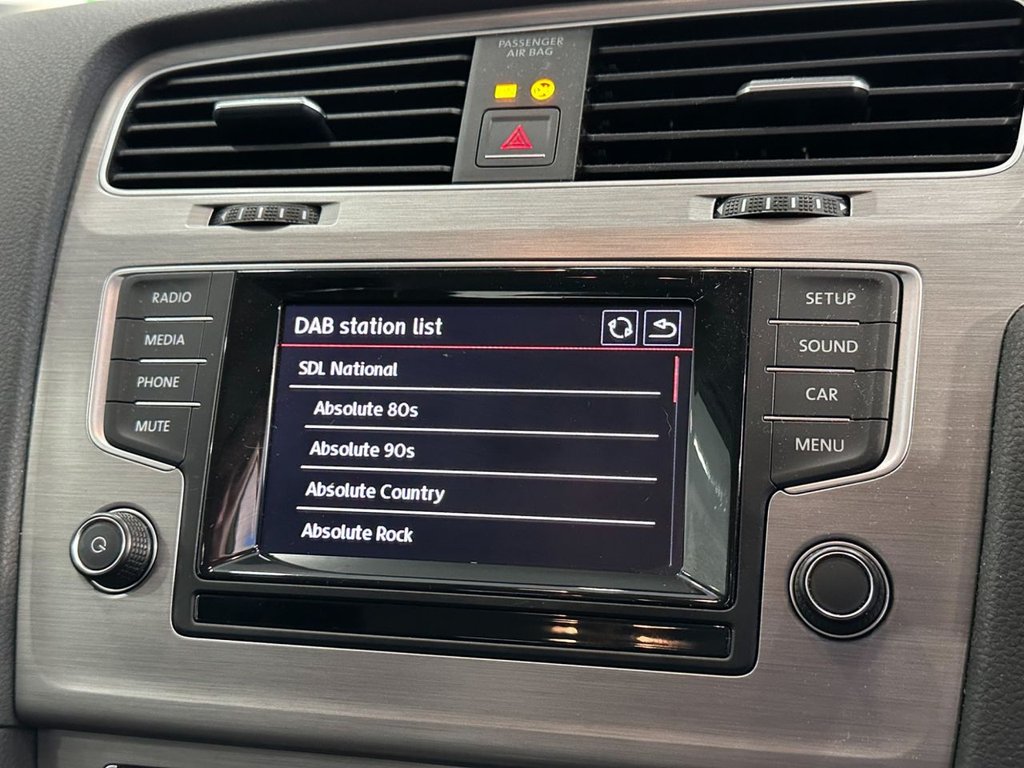 PASSENGER
AIR BAG
RADIO
MEDIA
PHONE
MUTE
DAB station list
SDL National
Absolute 80s
Absolute 90s
Absolute Country
Absolute Rock
SETUP
SOUND
CAR
MENU